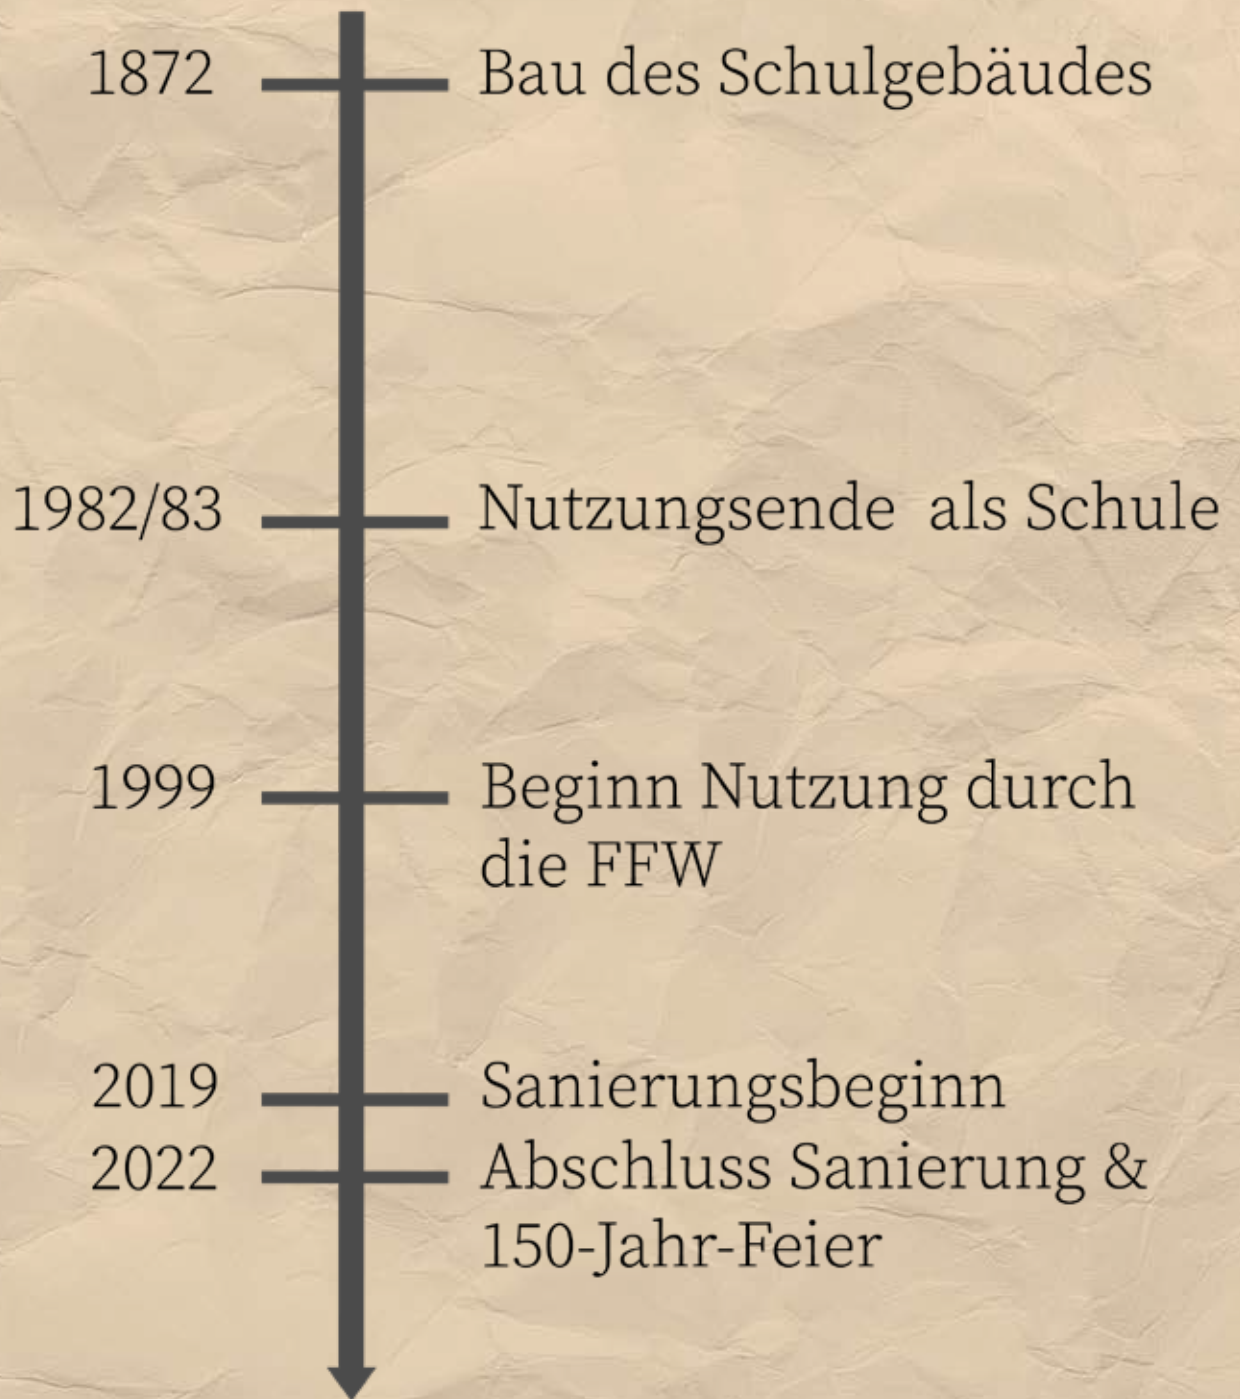 1872 Bau des Schulgebäudes
1982/83 Nutzungsende als Schule
1999 Beginn Nutzung durch
die FFW
2019 Sanierungsbeginn
2022 Abschluss Sanierung &
150-Jahr-Feier